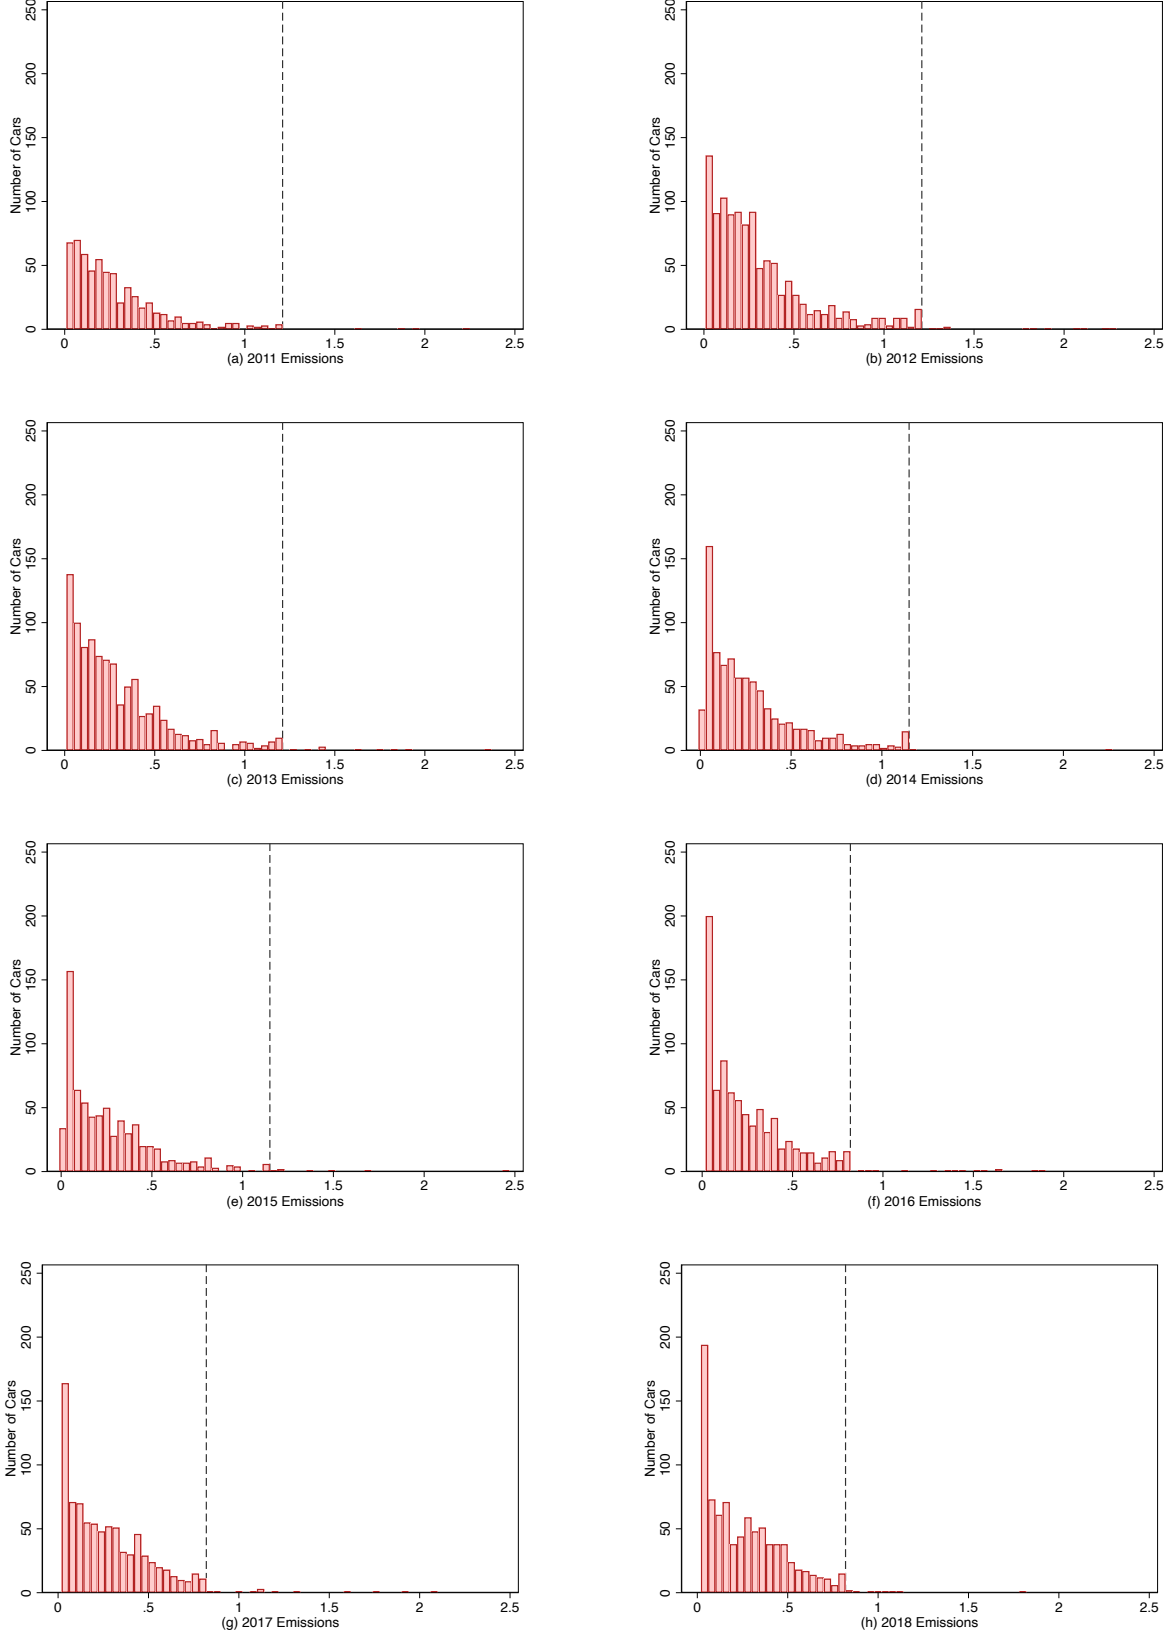 250
200
150
100
50
0
Number of Cars
0 .5 1 1.5 2 2.5
(a) 2011 Emissions
250
200
150
100
50
0
Number of Cars
0 .5 1 1.5 2 2.5
(b) 2012 Emissions
250
200
150
100
50
0
Number of Cars
0 .5 1 1.5 2 2.5
(c) 2013 Emissions
250
200
150
100
50
0
Number of Cars
0 .5 1 1.5 2 2.5
(d) 2014 Emissions
250
200
150
100
50
0
Number of Cars
0 .5 1 1.5 2 2.5
(e) 2015 Emissions
250
200
150
100
50
0
Number of Cars
0 .5 1 1.5 2 2.5
(f) 2016 Emissions
250
200
150
100
50
0
Number of Cars
0 .5 1 1.5 2 2.5
(g) 2017 Emissions
250
200
150
100
50
0
Number of Cars
0 .5 1 1.5 2 2.5
(h) 2018 Emissions